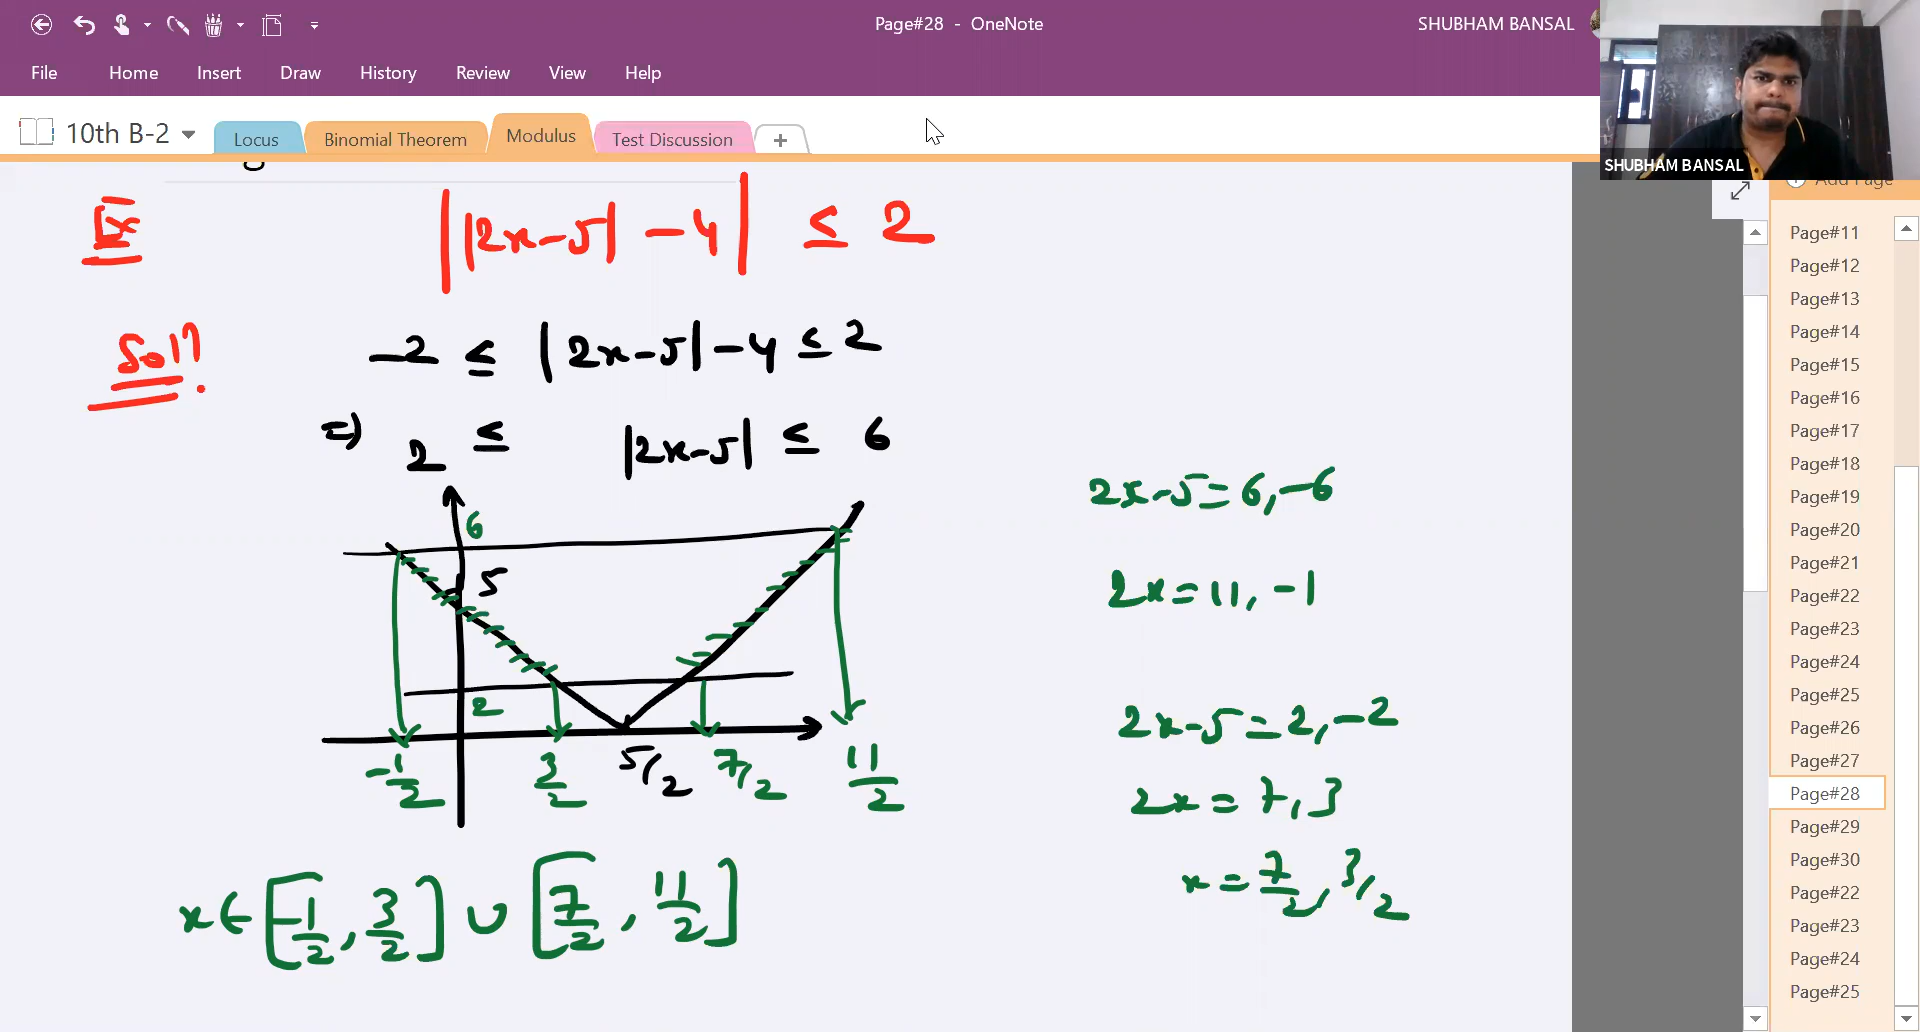 Page#28 - OneNote
SHUBHAM BANSAL
File Home Insert Draw History Review View Help
SHUBHAM BANSAL
10th B-2 Locus Binomial Theorem Modulus Test Discussion +
Add Page
Ex ||2x-5| -4| ≤ 2
Sol?
-2 ≤ |2x-5|-4 ≤ 2
=) 2 ≤ |2x-5| ≤ 6
6
5
2
-1/2 3/2 5/2 7/2 11/2
x∈[-1/2, 3/2] ∪ [7/2, 11/2]
2x-5=6,-6
2x=11,-1
2x-5=2,-2
2x=7,3
x=7/2, 3/2
Page#11
Page#12
Page#13
Page#14
Page#15
Page#16
Page#17
Page#18
Page#19
Page#20
Page#21
Page#22
Page#23
Page#24
Page#25
Page#26
Page#27
Page#28
Page#29
Page#30
Page#22
Page#23
Page#24
Page#25